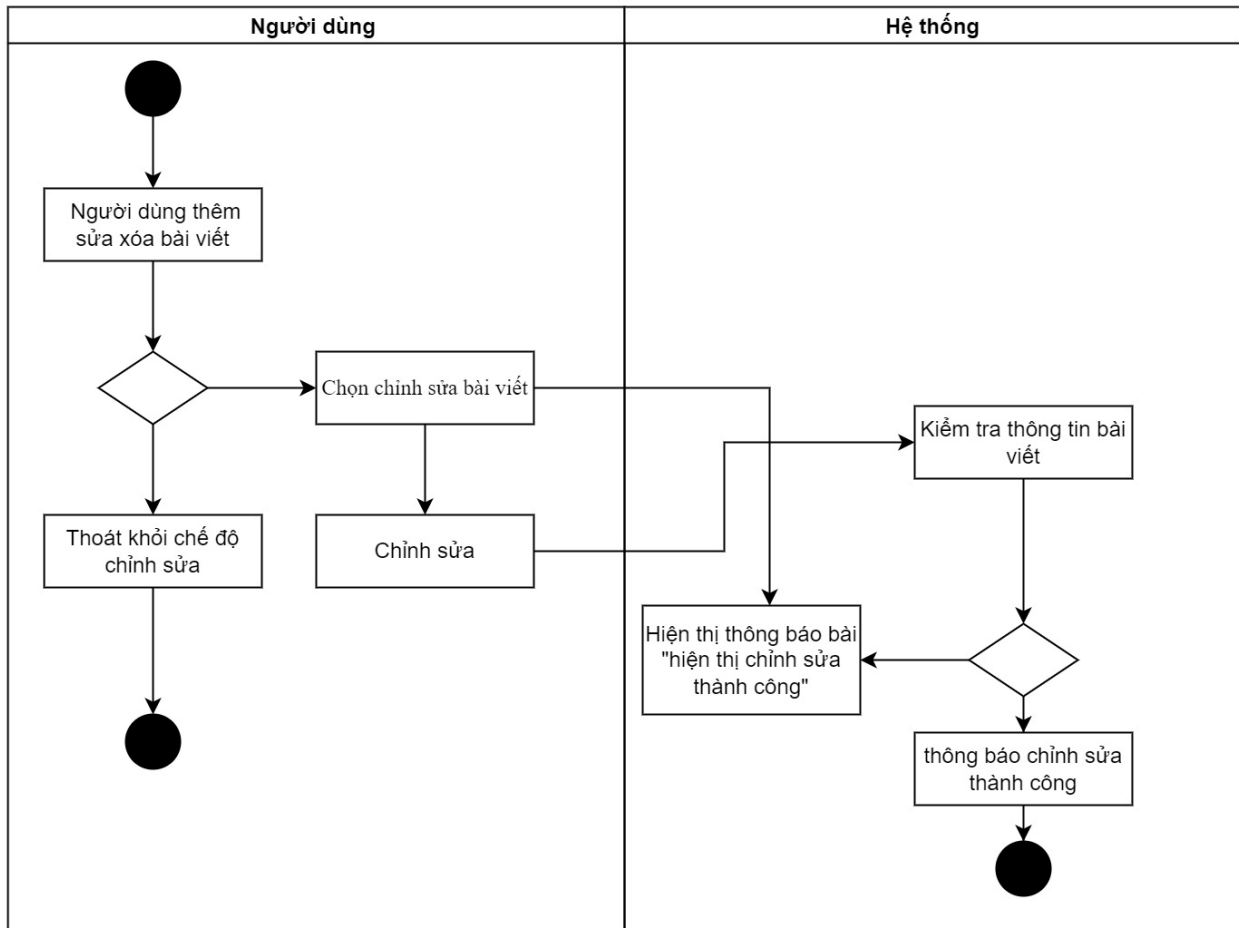 Người dùng
Hệ thống
Người dùng thêm
sửa xóa bài viết
Chọn chỉnh sửa bài viết
Kiểm tra thông tin bài
viết
Thoát khỏi chế độ
chỉnh sửa
Chỉnh sửa
Hiện thị thông báo bài
"hiện thị chỉnh sửa
thành công"
thông báo chỉnh sửa
thành công